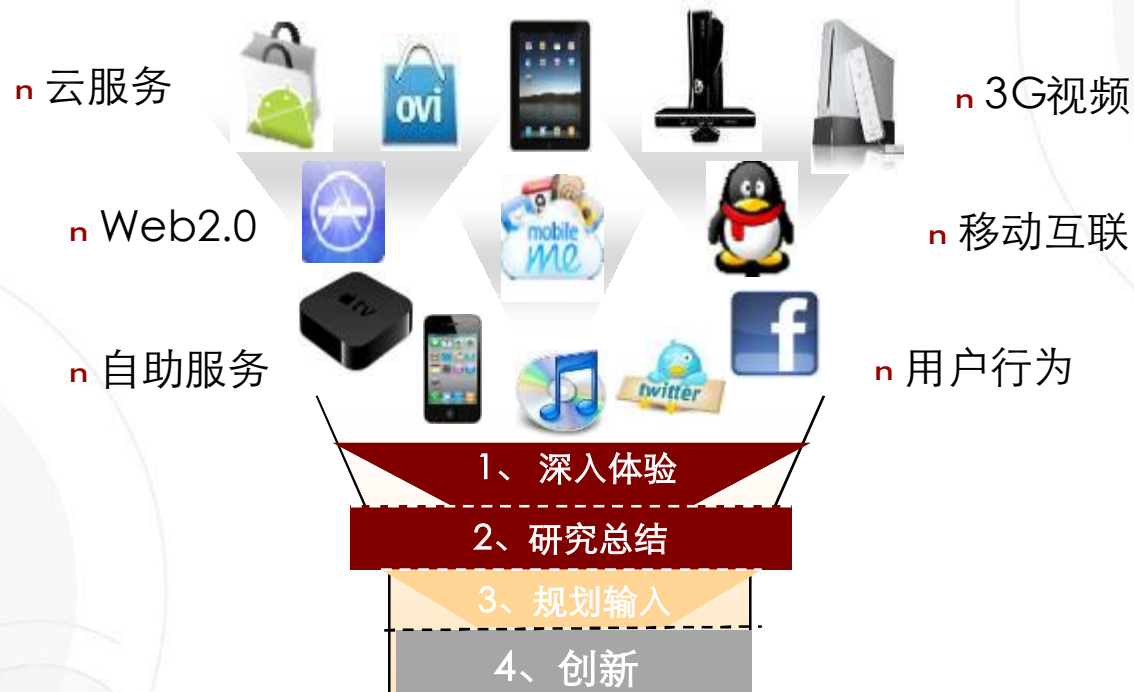 n 云服务
ovi
n 3G视频
n Web2.0
mobile
me
n 移动互联
tv
n 自助服务
f
twitter
n 用户行为
1、 深入体验
2、研究总结
3、规划输入
4、创新